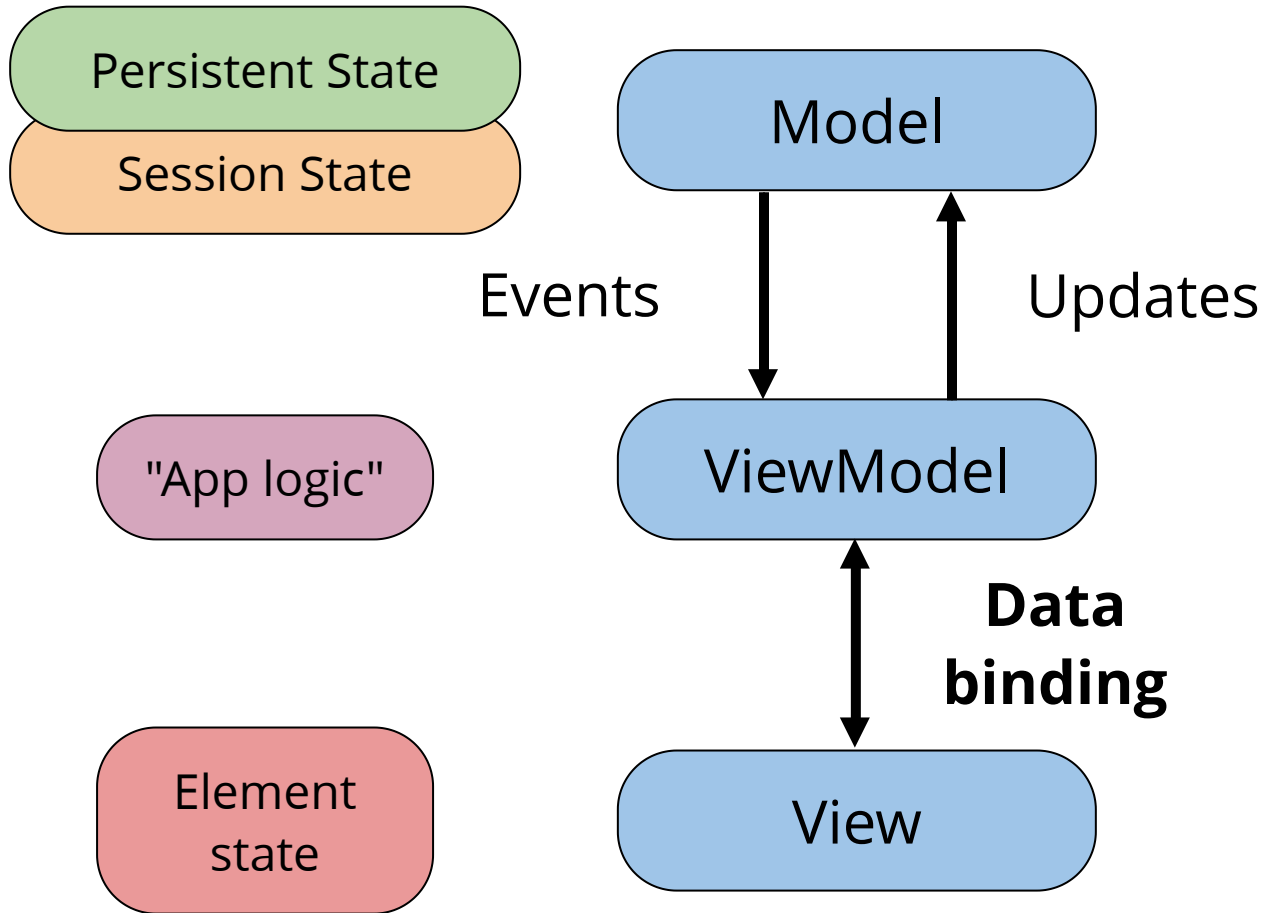 Persistent State
Session State
Model
Events
Updates
"App logic"
ViewModel
Data
binding
Element
state
View